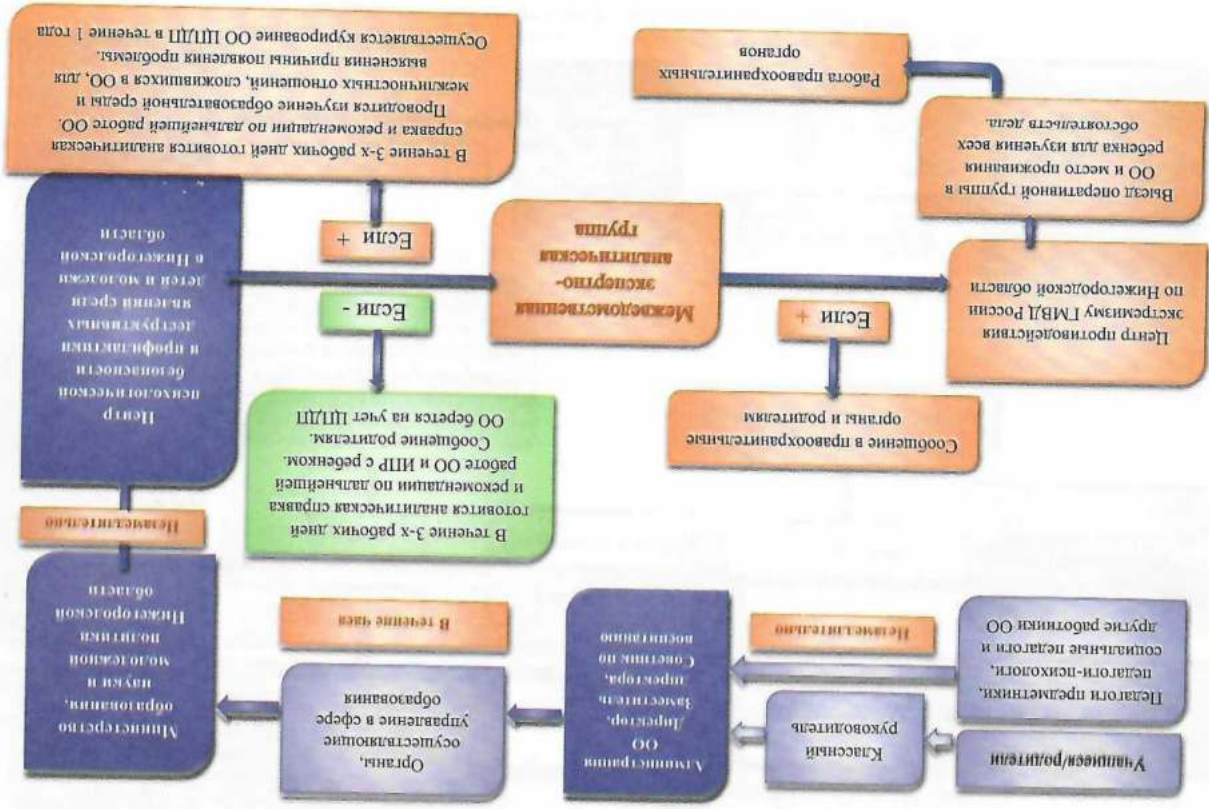 Учащиеся/родители
Классный
руководитель
Педагоги предметники,
педагоги-психологи,
социальные педагоги и
другие работники ОО
Незамедлительно
Администрация
ОО
Директор,
Заместитель
директора,
Советник по
воспитанию
Органы,
осуществляющие
управление в сфере
образования
В течение часа
Министерство
образования,
науки и
молодежной
политики
Нижегородской
области
Незамедлительно
Центр
психологической
безопасности
и профилактики
деструктивных
явлений среди
детей и молодежи
в Нижегородской
области
В течение 3-х рабочих дней
готовится аналитическая справка
и рекомендации по дальнейшей
работе ОО и ИПР с ребенком.
Сообщение родителям.
ОО берется на учет ЦПДП
Если -
Если +
Сообщение в правоохранительные
органы и родителям
Если +
Межведомственная
экспертно-
аналитическая
группа
Центр противодействия
экстремизму ГМВД России
по Нижегородской области
Выезд оперативной группы в
ОО и место проживания
ребенка для изучения всех
обстоятельств дела.
Работа правоохранительных
органов
В течение 3-х рабочих дней готовится аналитическая
справка и рекомендации по дальнейшей работе ОО.
Проводится изучение образовательной среды и
межличностных отношений, сложившихся в ОО, для
выяснения причины появления проблемы.
Осуществляется курирование ОО ЦПДП в течение 1 года